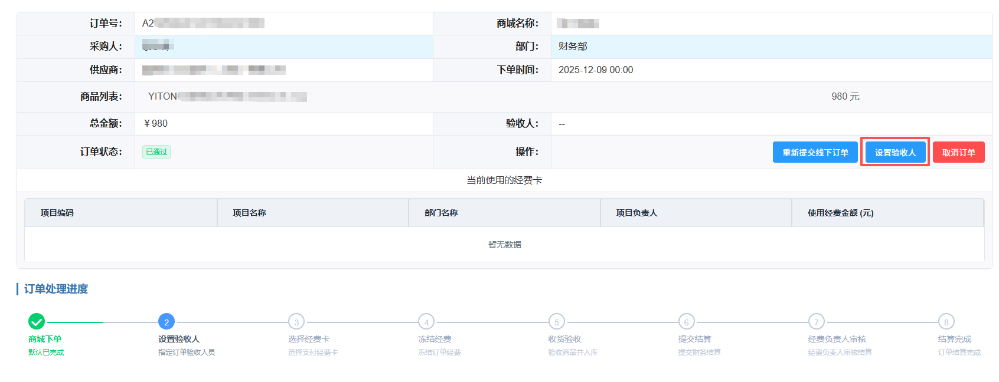 订单号： A2
商城名称：
采购人：
部门： 财务部
供应商：
下单时间： 2025-12-09 00:00
商品列表： YITON 980 元
总金额： ￥980
验收人： --
订单状态： 已通过
操作： 重新提交线下订单 设置验收人 取消订单
当前使用的经费卡
项目编码 项目名称 部门名称 项目负责人 使用经费金额 (元)
暂无数据
订单处理进度
2 3 4 5 6 7 8
商城下单 设置验收人 选择经费卡 冻结经费 收货验收 提交结算 经费负责人审核 结算完成
默认已完成 指定订单验收人员 选择支付经费卡 冻结订单经费 验收商品并入库 提交财务结算 经费负责人审核结算 订单结算完成